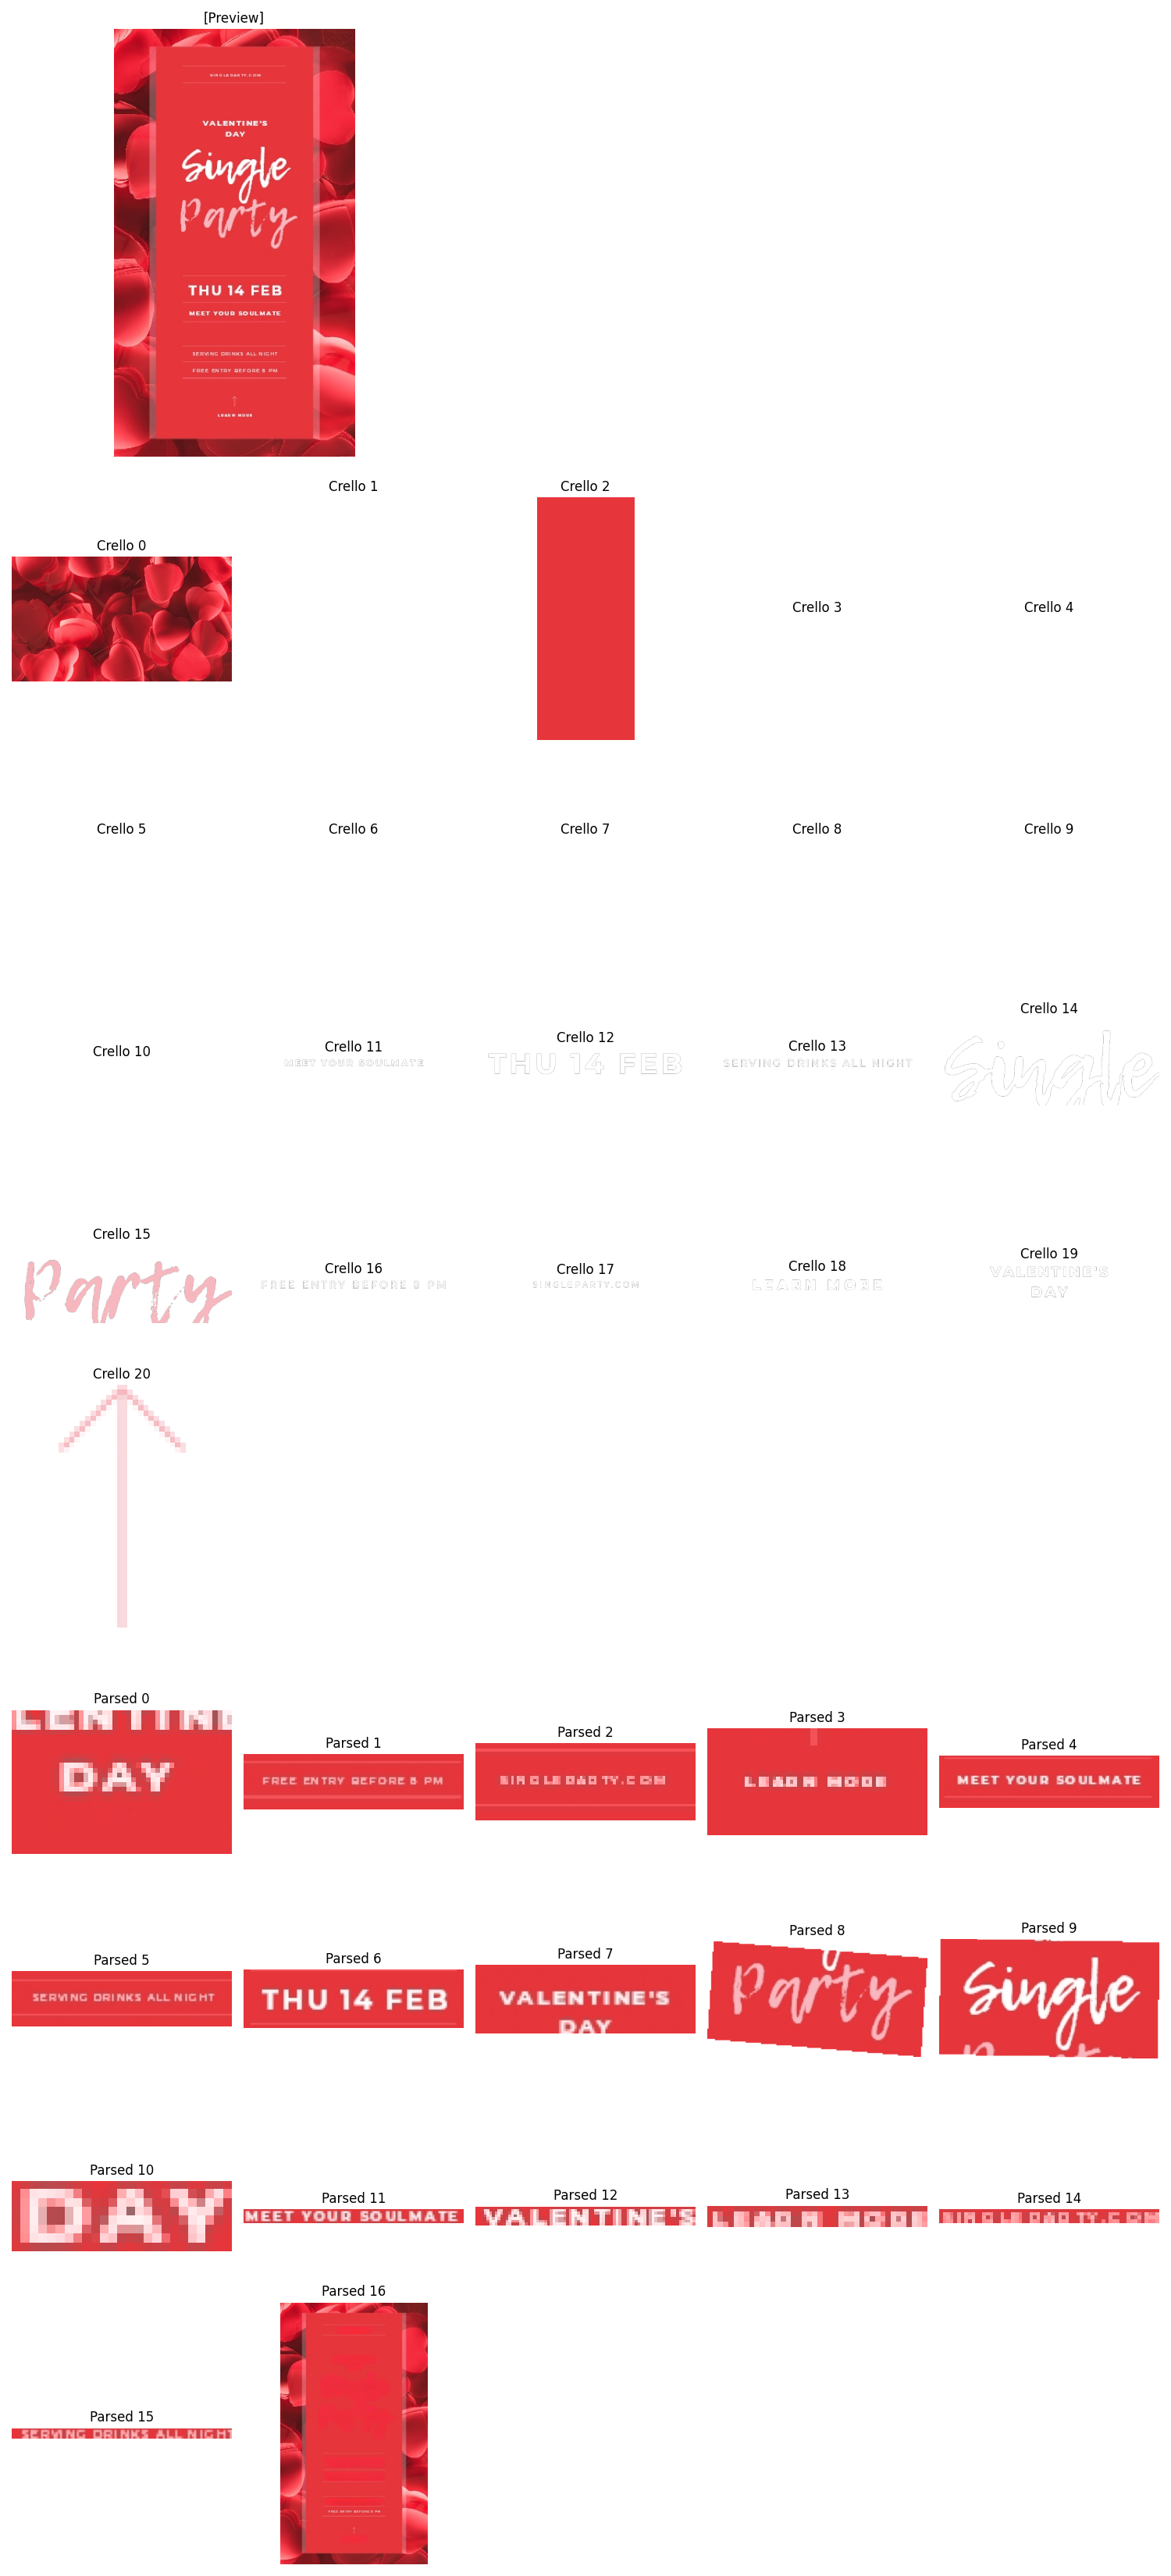 [Preview]
SINGLEPARTY.COM
VALENTINE'S
DAY
Single
Party
THU 14 FEB
MEET YOUR SOULMATE
SERVING DRINKS ALL NIGHT
FREE ENTRY BEFORE 8 PM
LEARN MORE
Crello 0
Crello 1
Crello 2
Crello 3
Crello 4
Crello 5
Crello 6
Crello 7
Crello 8
Crello 9
Crello 10
Crello 11
MEET YOUR SOULMATE
Crello 12
THU 14 FEB
Crello 13
SERVING DRINKS ALL NIGHT
Crello 14
Single
Crello 15
Party
Crello 16
FREE ENTRY BEFORE 8 PM
Crello 17
SINGLEPARTY.COM
Crello 18
LEARN MORE
Crello 19
VALENTINE'S
DAY
Crello 20
Parsed 0
DAY
Parsed 1
FREE ENTRY BEFORE 8 PM
Parsed 2
SINGLEPARTY.COM
Parsed 3
LEARN MORE
Parsed 4
MEET YOUR SOULMATE
Parsed 5
SERVING DRINKS ALL NIGHT
Parsed 6
THU 14 FEB
Parsed 7
VALENTINE'S
DAY
Parsed 8
Party
Parsed 9
Single
Parsed 10
DAY
Parsed 11
MEET YOUR SOULMATE
Parsed 12
VALENTINE'S
Parsed 13
LEARN MORE
Parsed 14
SINGLEPARTY.COM
Parsed 15
SERVING DRINKS ALL NIGHT
Parsed 16
FREE ENTRY BEFORE 8 PM